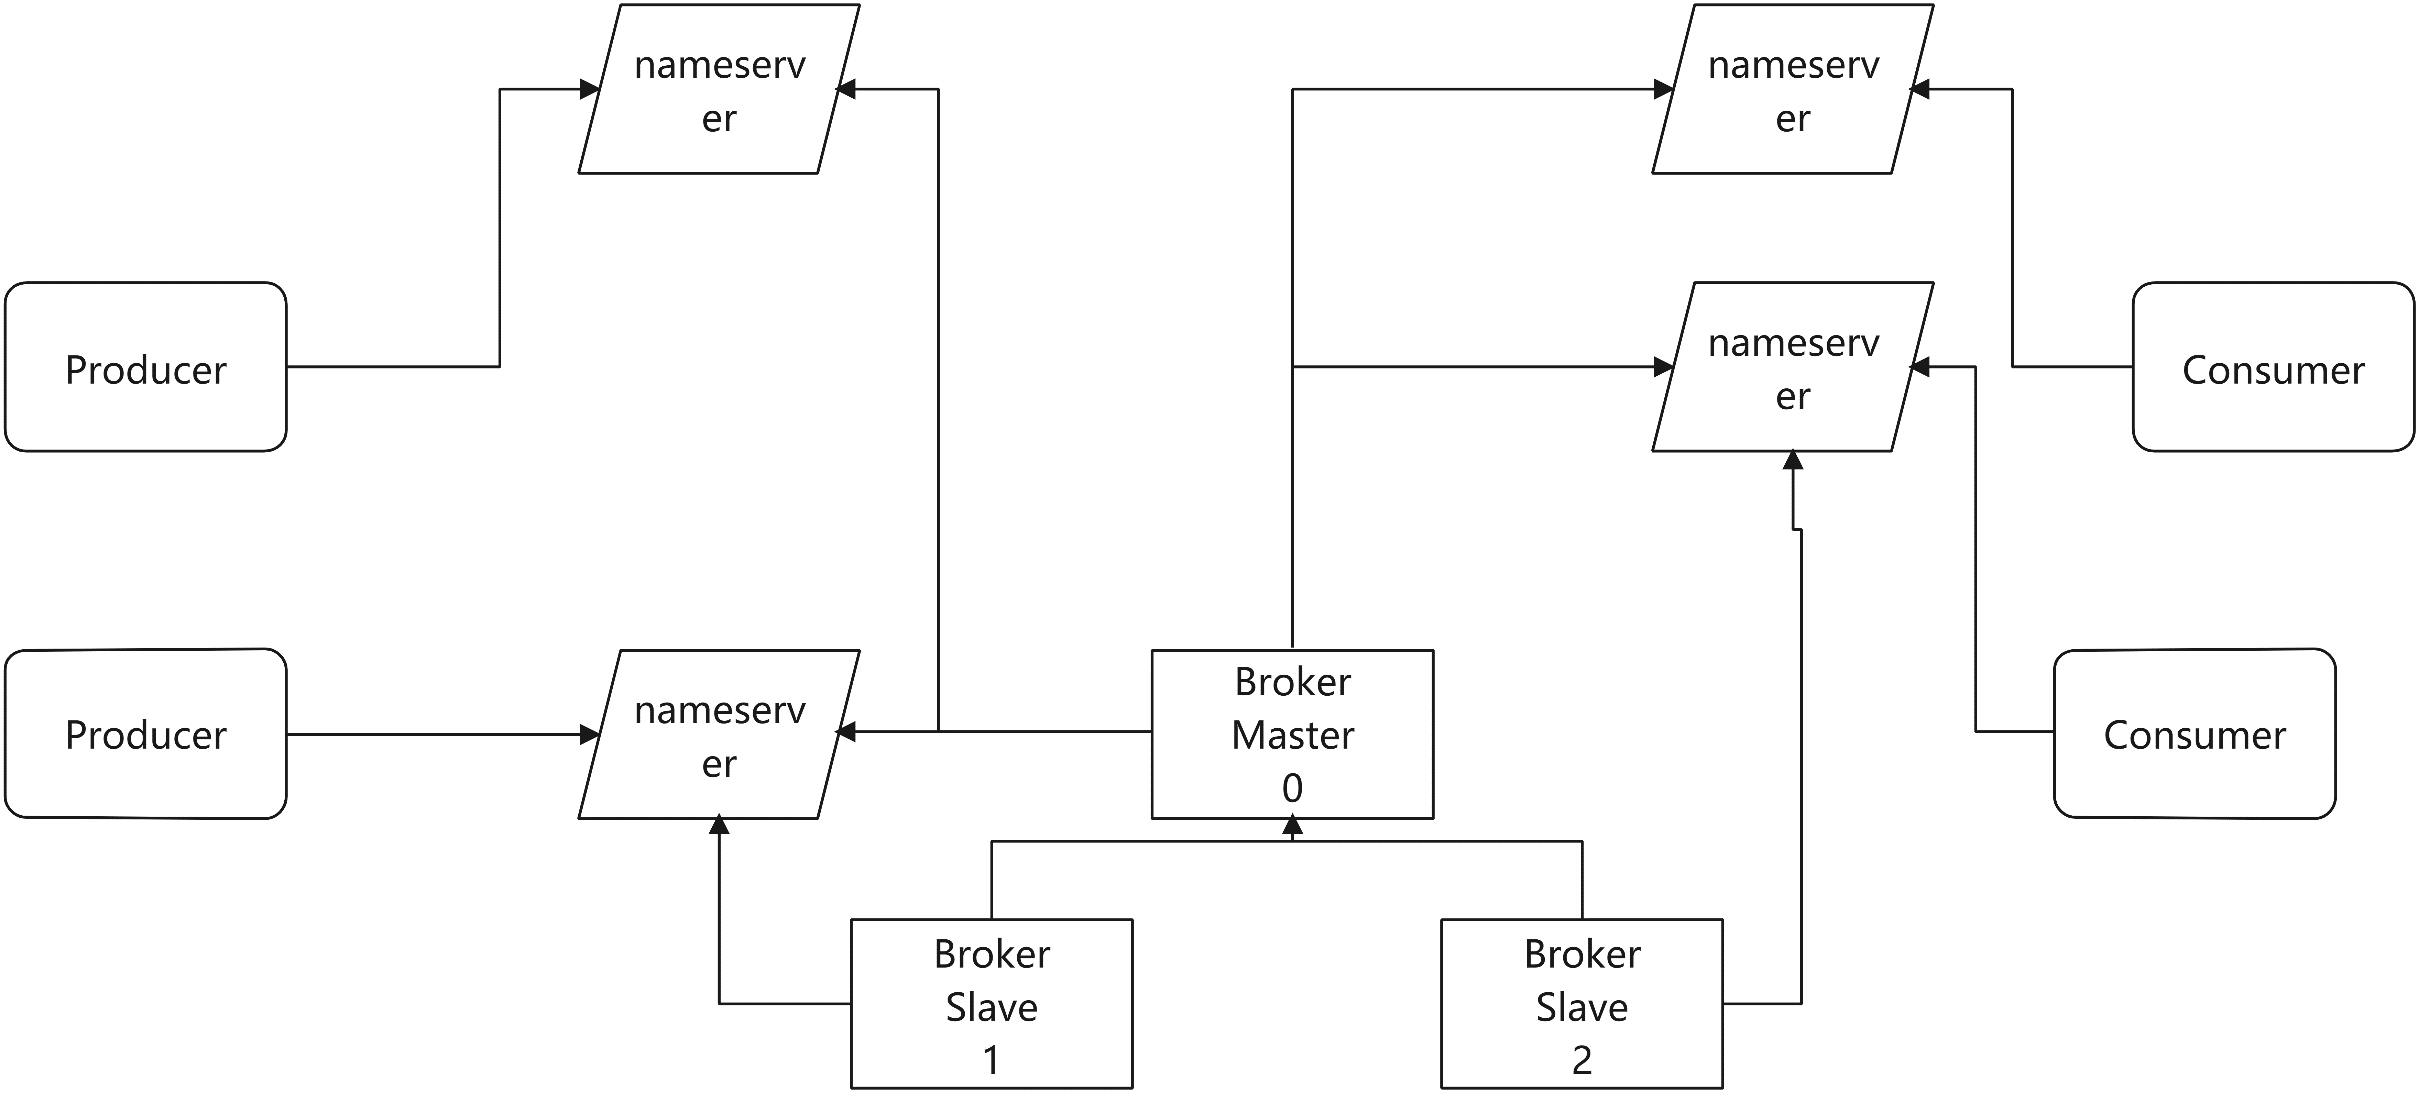 nameserv
er
nameserv
er
Producer
nameserv
er
Consumer
Producer
nameserv
er
Broker
Master
0
Consumer
Broker
Slave
1
Broker
Slave
2